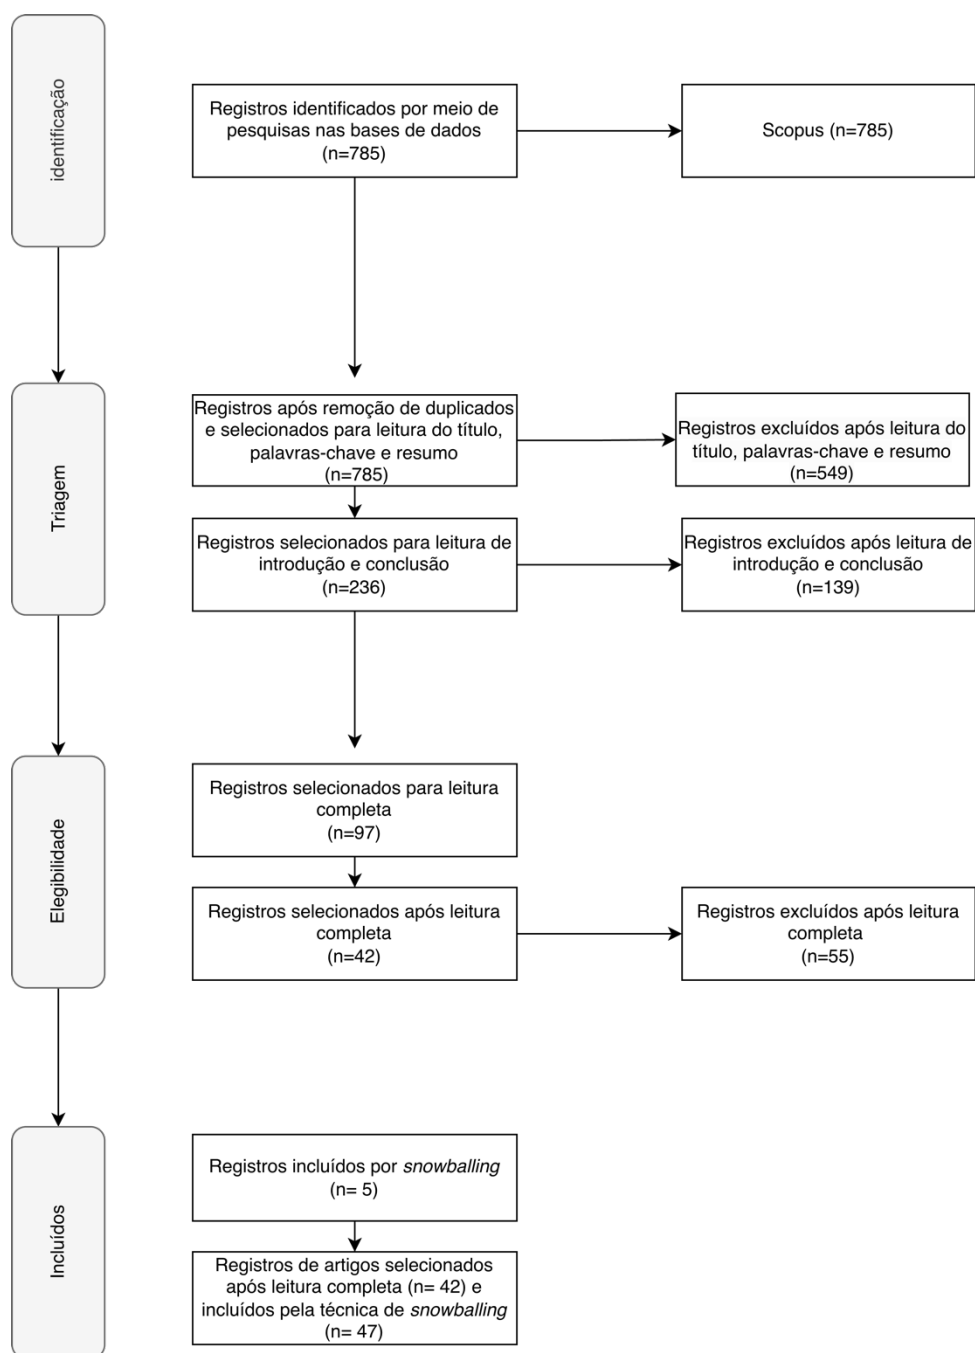 identificação
Registros identificados por meio de
pesquisas nas bases de dados
(n=785)
Scopus (n=785)
Triagem
Registros após remoção de duplicados
e selecionados para leitura do título,
palavras-chave e resumo
(n=785)
Registros excluídos após leitura do
título, palavras-chave e resumo
(n=549)
Registros selecionados para leitura de
introdução e conclusão
(n=236)
Registros excluídos após leitura de
introdução e conclusão
(n=139)
Elegibilidade
Registros selecionados para leitura
completa
(n=97)
Registros selecionados após leitura
completa
(n=42)
Registros excluídos após leitura
completa
(n=55)
Incluídos
Registros incluídos por snowballing
(n= 5)
Registros de artigos selecionados
após leitura completa (n= 42) e
incluídos pela técnica de snowballing
(n= 47)